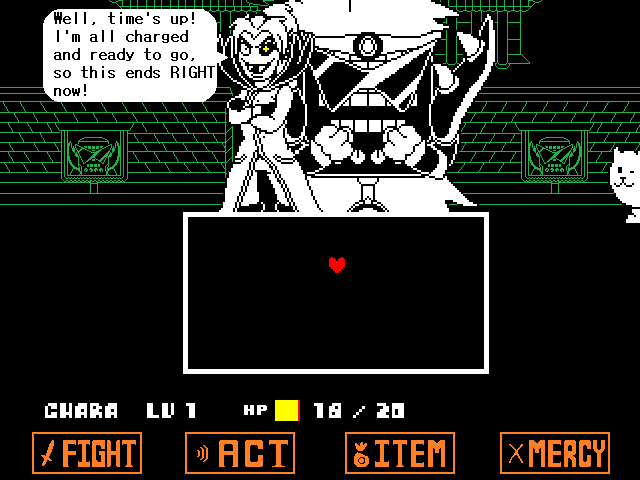 Well, time's up!
I'm all charged
and ready to go,
so this ends RIGHT
now!
CHARA LV 1 HP 18 / 20
FIGHT ACT ITEM MERCY